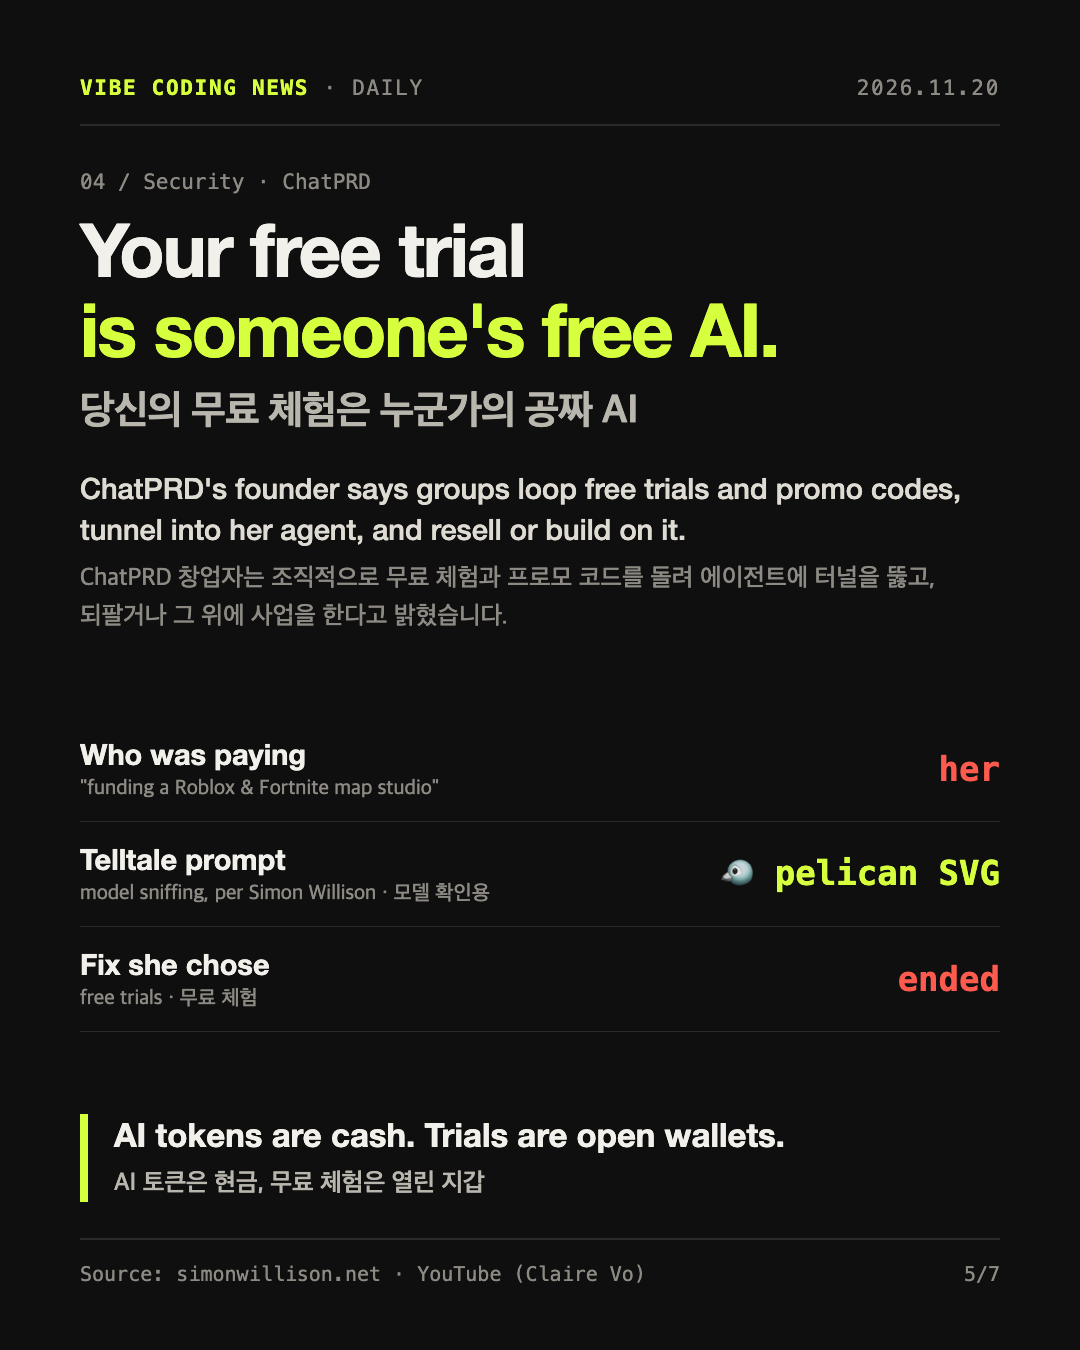 VIBE CODING NEWS · DAILY
2026.11.20
04 / Security · ChatPRD
Your free trial
is someone's free AI.
당신의 무료 체험은 누군가의 공짜 AI
ChatPRD's founder says groups loop free trials and promo codes,
tunnel into her agent, and resell or build on it.
ChatPRD 창업자는 조직적으로 무료 체험과 프로모 코드를 돌려 에이전트에 터널을 뚫고,
되팔거나 그 위에 사업을 한다고 밝혔습니다.
Who was paying
"funding a Roblox & Fortnite map studio"
her
Telltale prompt
model sniffing, per Simon Willison · 모델 확인용
🐦 pelican SVG
Fix she chose
free trials · 무료 체험
ended
AI tokens are cash. Trials are open wallets.
AI 토큰은 현금, 무료 체험은 열린 지갑
Source: simonwillison.net · YouTube (Claire Vo)
5/7